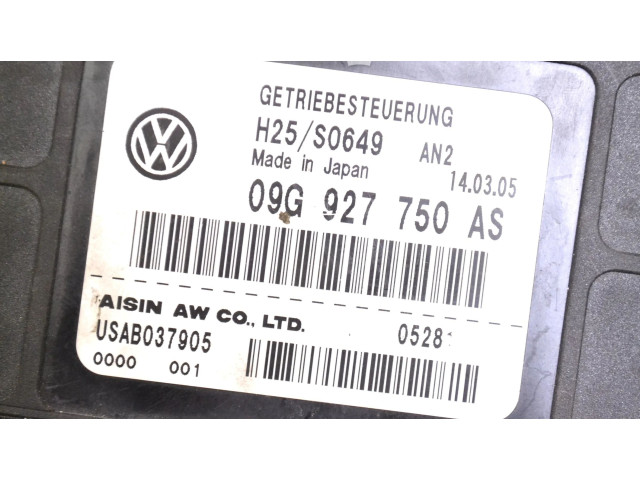 GETRIEBESTEUERUNG
H25/S0649 AN2
Made in Japan 14.03.05
09G 927 750 AS
AISIN AW CO., LTD.
USAB037905 05281
0000 001